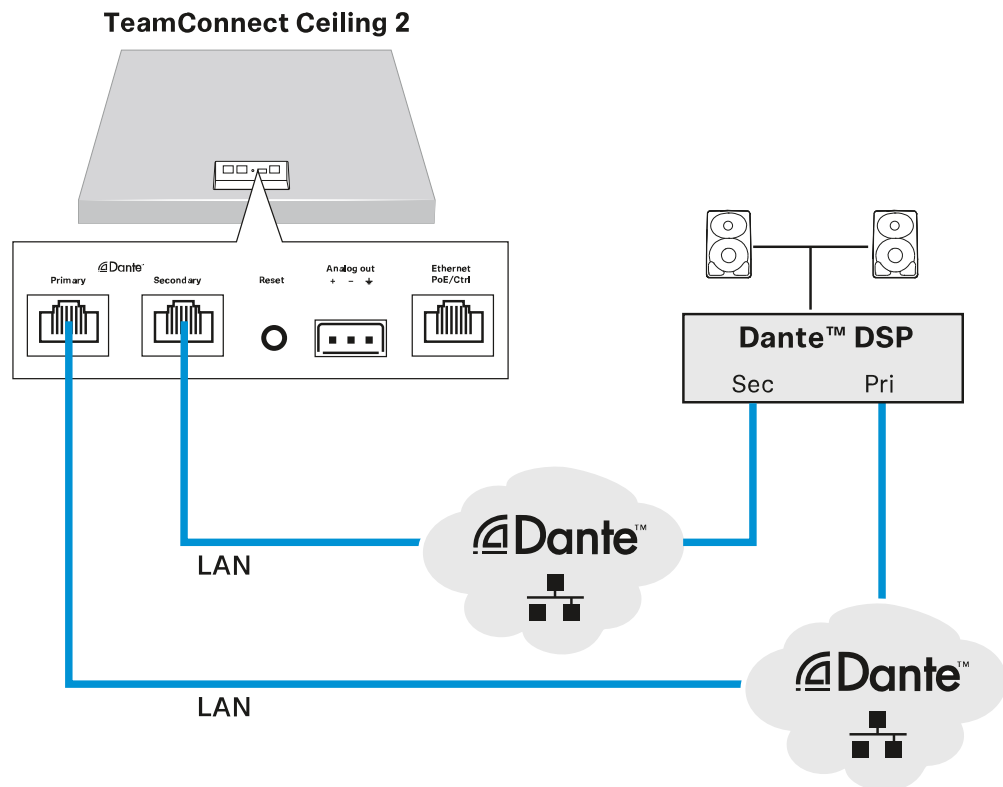 TeamConnect Ceiling 2
Dante™
Primary
Secondary
Reset
Analog out
+ -
Ethernet
PoE/Ctrl
Dante™ DSP
Sec Pri
Dante™
LAN
Dante™
LAN